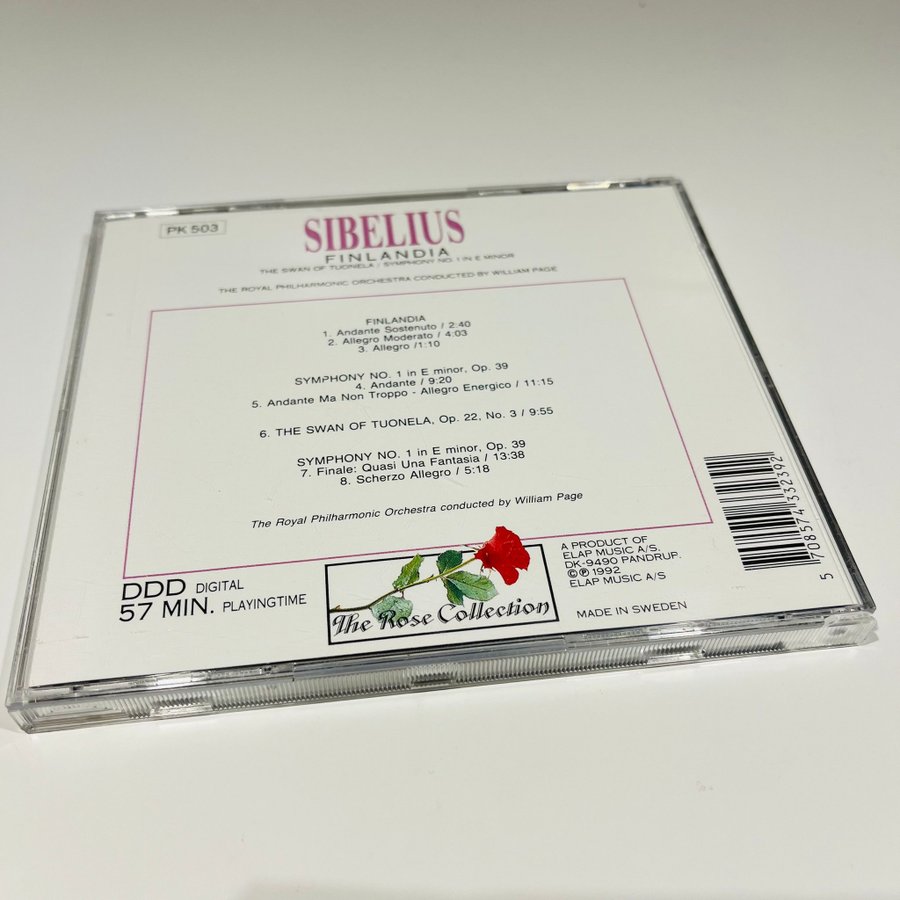 PK 503
SIBELIUS
FINLANDIA
THE SWAN OF TUONELA / SYMPHONY NO. 1 IN E MINOR
THE ROYAL PHILHARMONIC ORCHESTRA CONDUCTED BY WILLIAM PAGE
FINLANDIA
1. Andante Sostenuto / 2:40
2. Allegro Moderato / 4:03
3. Allegro /1:10
SYMPHONY NO. 1 in E minor, Op. 39
4. Andante / 9:20
5. Andante Ma Non Troppo - Allegro Energico / 11:15
6. THE SWAN OF TUONELA, Op. 22, No. 3 / 9:55
SYMPHONY NO. 1 in E minor, Op. 39
7. Finale: Quasi Una Fantasia / 13:38
8. Scherzo Allegro / 5:18
The Royal Philharmonic Orchestra conducted by William Page
DDD DIGITAL
57 MIN. PLAYINGTIME
The Rose Collection
A PRODUCT OF
ELAP MUSIC A/S.
DK-9490 PANDRUP.
©℗ 1992
ELAP MUSIC A/S
MADE IN SWEDEN
5 708574 332392